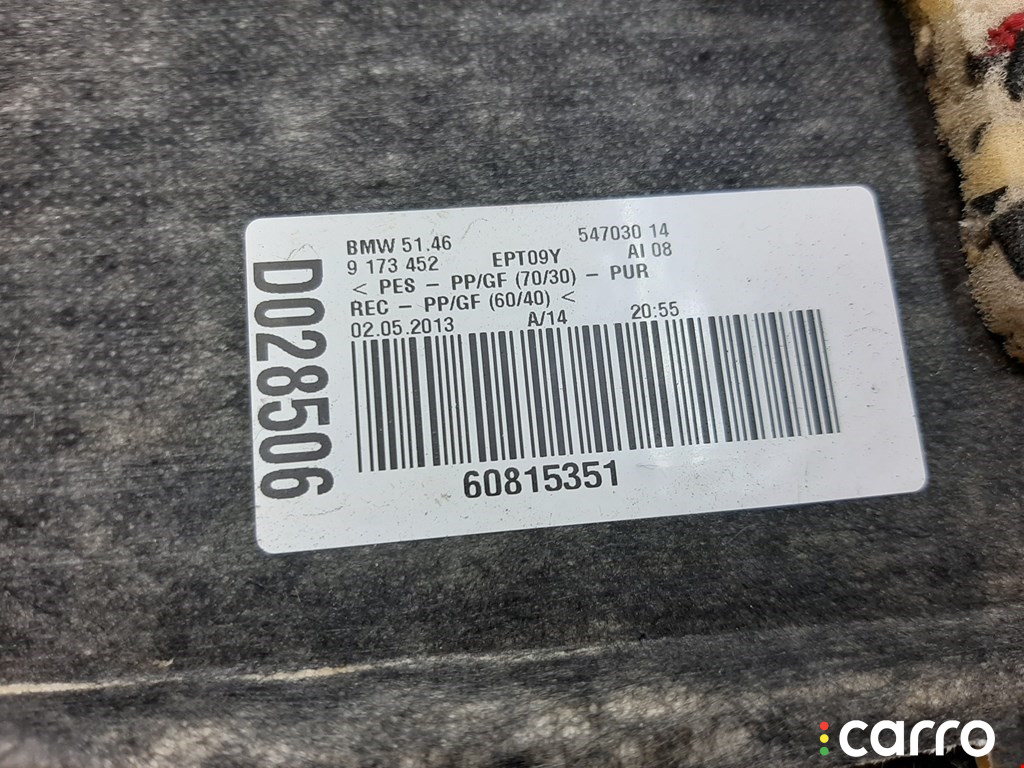 BMW 51.46 547030 14
9 173 452 EPT09Y AI 08
< PES - PP/GF (70/30) - PUR
REC - PP/GF (60/40) <
02.05.2013 A/14 20:55
60815351
D028506
carro